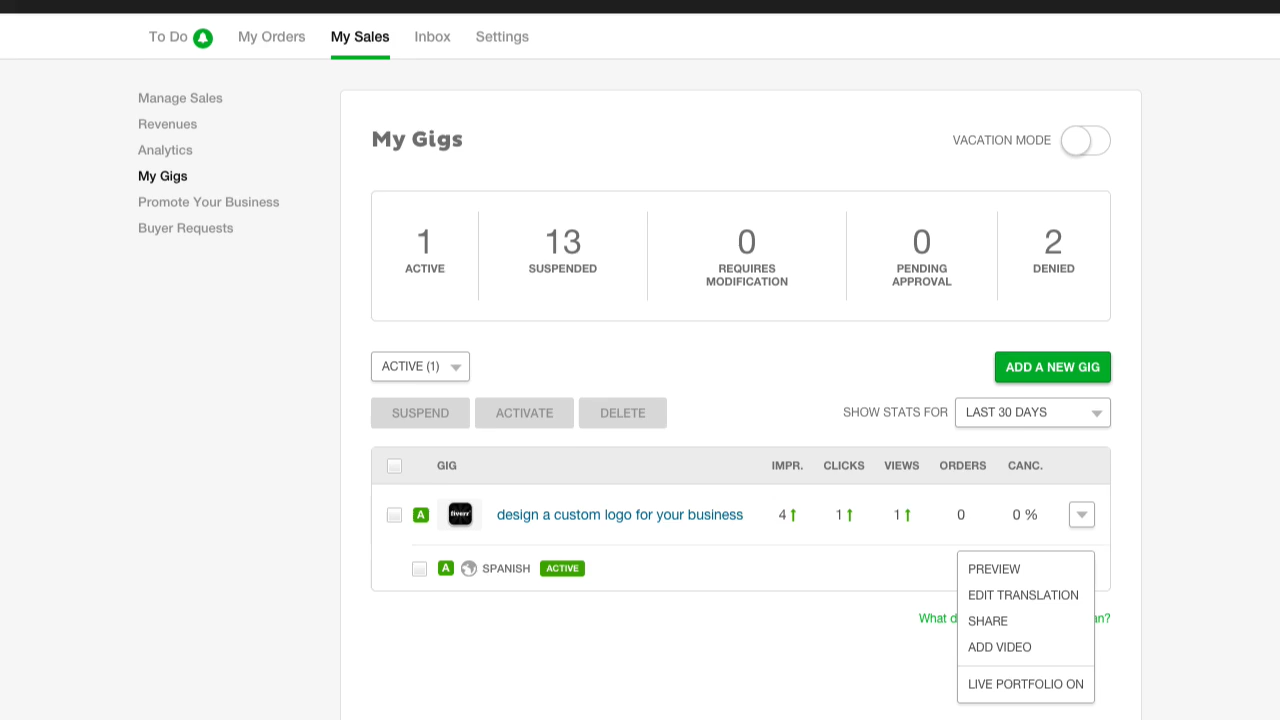 To Do
My Orders
My Sales
Inbox
Settings
Manage Sales
Revenues
Analytics
My Gigs
Promote Your Business
Buyer Requests
My Gigs
VACATION MODE
1
ACTIVE
13
SUSPENDED
0
REQUIRES
MODIFICATION
0
PENDING
APPROVAL
2
DENIED
ACTIVE (1)
ADD A NEW GIG
SUSPEND
ACTIVATE
DELETE
SHOW STATS FOR
LAST 30 DAYS
GIG
IMPR.
CLICKS
VIEWS
ORDERS
CANC.
A
fiverr
design a custom logo for your business
4
1
1
0
0 %
A
SPANISH
ACTIVE
PREVIEW
EDIT TRANSLATION
What
SHARE
ADD VIDEO
LIVE PORTFOLIO ON